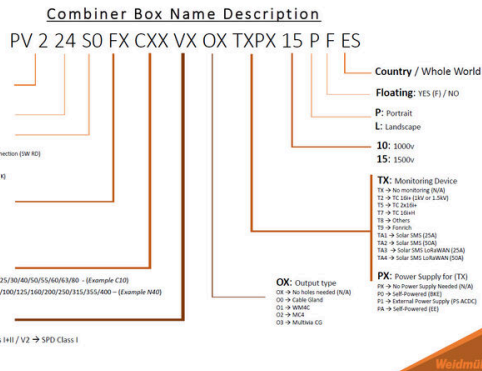 Combiner Box Name Description
PV 2 24 S0 FX CXX VX OX TXPX 15 P F ES
Country / Whole World
Floating: YES (F) / NO
P: Portrait
L: Landscape
10: 1000v
15: 1500v
nection (SW RD)
TX: Monitoring Device
TX → No monitoring (N/A)
T2 → TC 16i+ (1kV or 1.5kV)
T5 → TC 2x16i+
T7 → TC 16i+H
T8 → Others
T9 → Fonrich
TA1 → Solar SMS (25A)
TA2 → Solar SMS (50A)
TA3 → Solar SMS LoRaWAN (25A)
TA4 → Solar SMS LoRaWAN (50A)
PX: Power Supply for (TX)
PX → No Power Supply Needed (N/A)
P0 → Self-Powered (BKE)
P1 → External Power (PS ACDC)
PA → Self-Powered (EE)
25/30/40/50/55/60/63/80 - (Example C10)
/100/125/160/200/250/315/355/400 – (Example N40)
OX: Output type
OX → No holes needed (N/A)
O0 → Cable Gland
O1 → WM4C
O2 → MC4
O3 → Multivia CG
I+II / V2 → SPD Class I
Weidmü